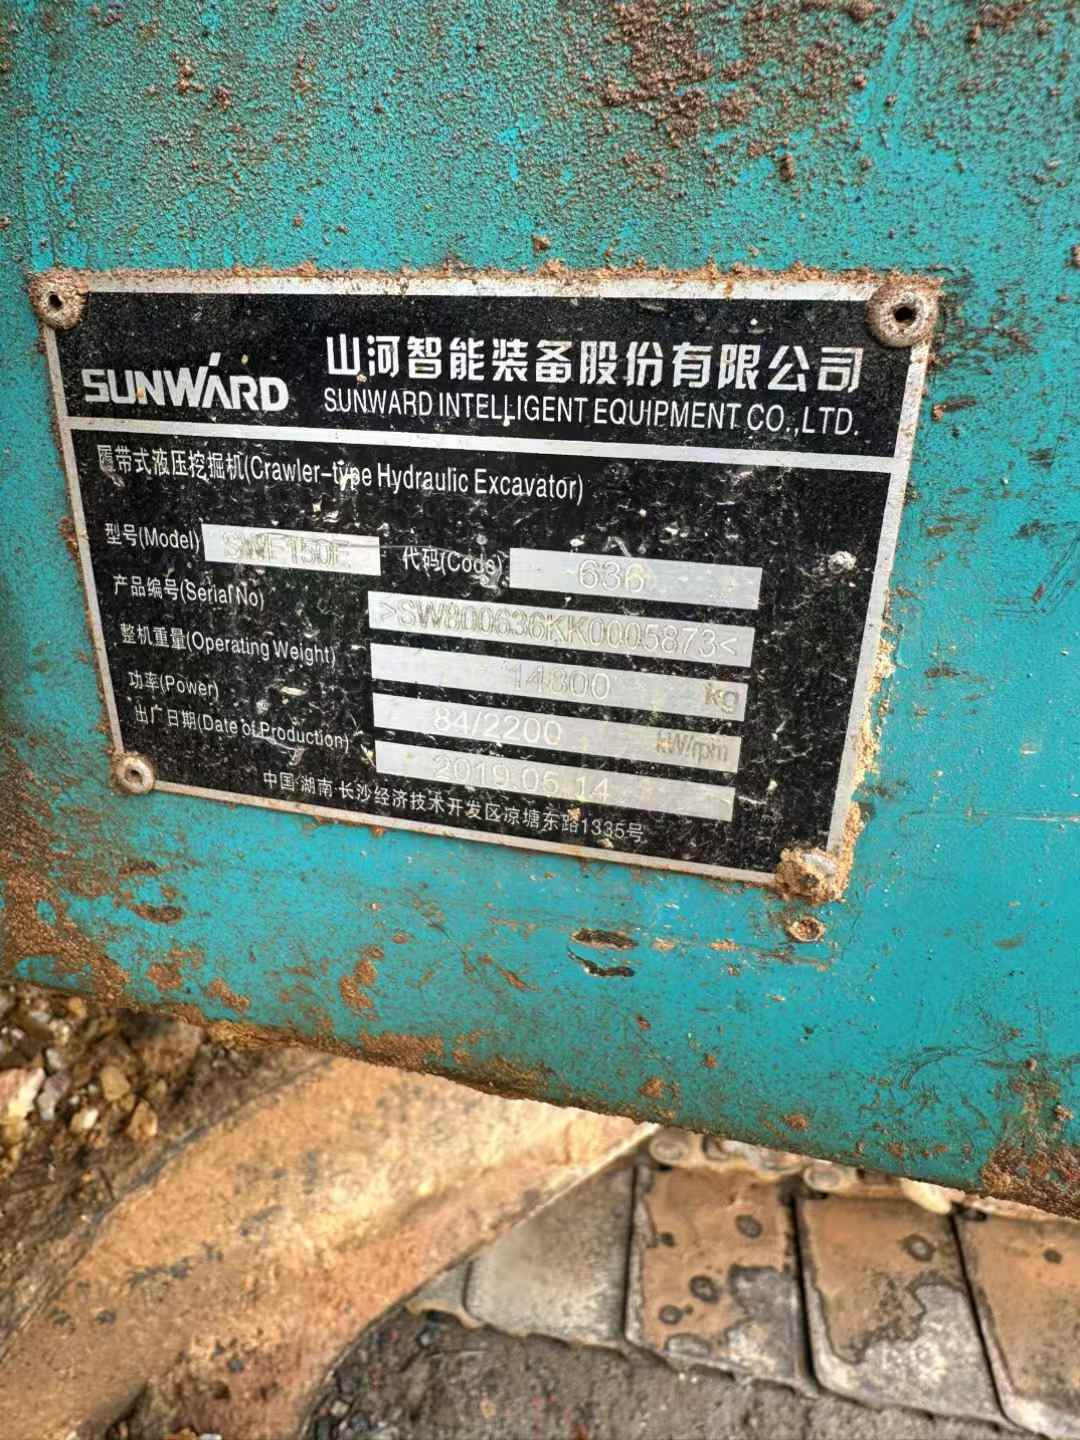 SUNWARD
山河智能装备股份有限公司
SUNWARD INTELLIGENT EQUIPMENT CO.,LTD.
履带式液压挖掘机(Crawler-type Hydraulic Excavator)
型号(Model) SWE150E 代码(Code) 636
产品编号(Serial No) >SW800636KK0005873<
整机重量(Operating Weight) 14800 kg
功率(Power) 84/2200 kW/rpm
出厂日期(Date of Production) 2019.05.14
中国·湖南·长沙经济技术开发区凉塘东路1335号